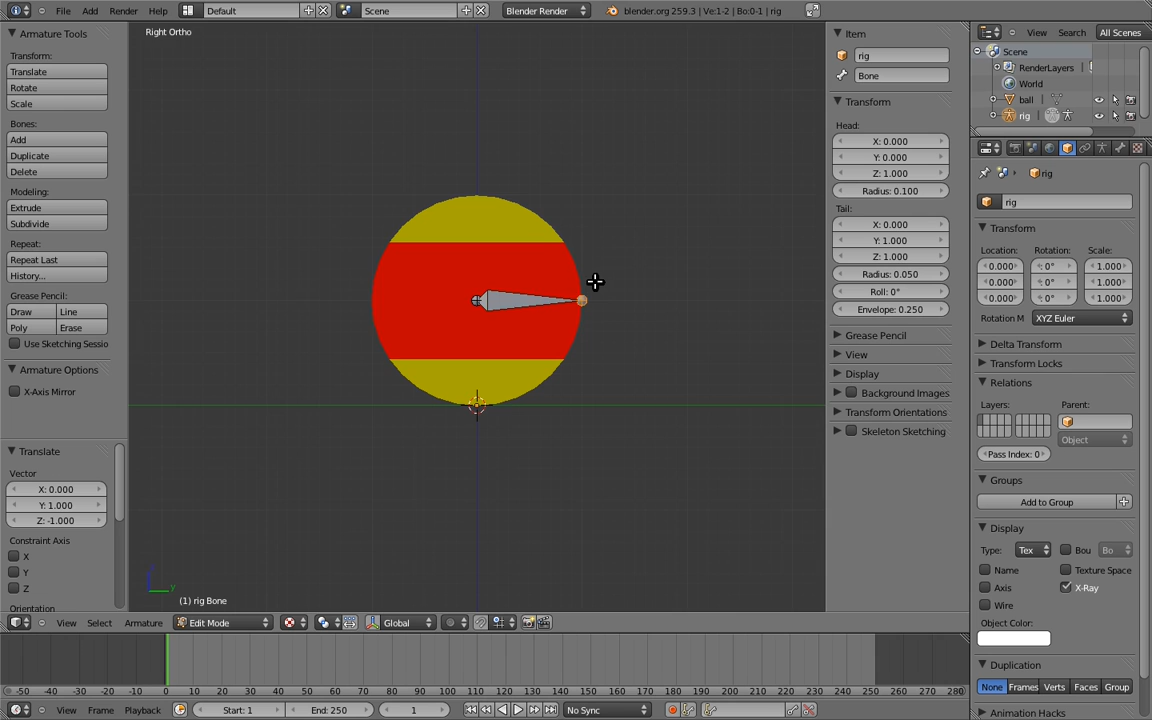 File Add Render Help Default Scene Blender Render blender.org 259.3 | Ve:1-2 | Bo:0-1 | rig
Armature Tools
Transform:
Translate
Rotate
Scale
Bones:
Add
Duplicate
Delete
Modeling:
Extrude
Subdivide
Repeat:
Repeat Last
History...
Grease Pencil:
Draw Line
Poly Erase
Use Sketching Sessio
Armature Options
X-Axis Mirror
Translate
Vector
X: 0.000
Y: 1.000
Z: -1.000
Constraint Axis
X
Y
Z
Orientation
Right Ortho
y
(1) rig Bone
Item
rig
Bone
Transform
Head:
X: 0.000
Y: 0.000
Z: 1.000
Radius: 0.100
Tail:
X: 0.000
Y: 1.000
Z: 1.000
Radius: 0.050
Roll: 0°
Envelope: 0.250
Grease Pencil
View
Display
Background Images
Transform Orientations
Skeleton Sketching
View Search All Scenes
Scene
RenderLayers
World
ball
rig
rig
rig
Transform
Location: Rotation: Scale:
0.000 0° 1.000
0.000 0° 1.000
0.000 0° 1.000
Rotation M XYZ Euler
Delta Transform
Transform Locks
Relations
Layers: Parent:
Object
Pass Index: 0
Groups
Add to Group
Display
Type: Tex Bou Bo
Name Texture Space
Axis X-Ray
Wire
Object Color:
Duplication
None Frames Verts Faces Group
Animation Hacks
View Select Armature Edit Mode Global
-50 -40 -30 -20 -10 0 10 20 30 40 50 60 70 80 90 100 110 120 130 140 150 160 170 180 190 200 210 220 230 240 250 260 270 280
View Frame Playback Start: 1 End: 250 1 No Sync